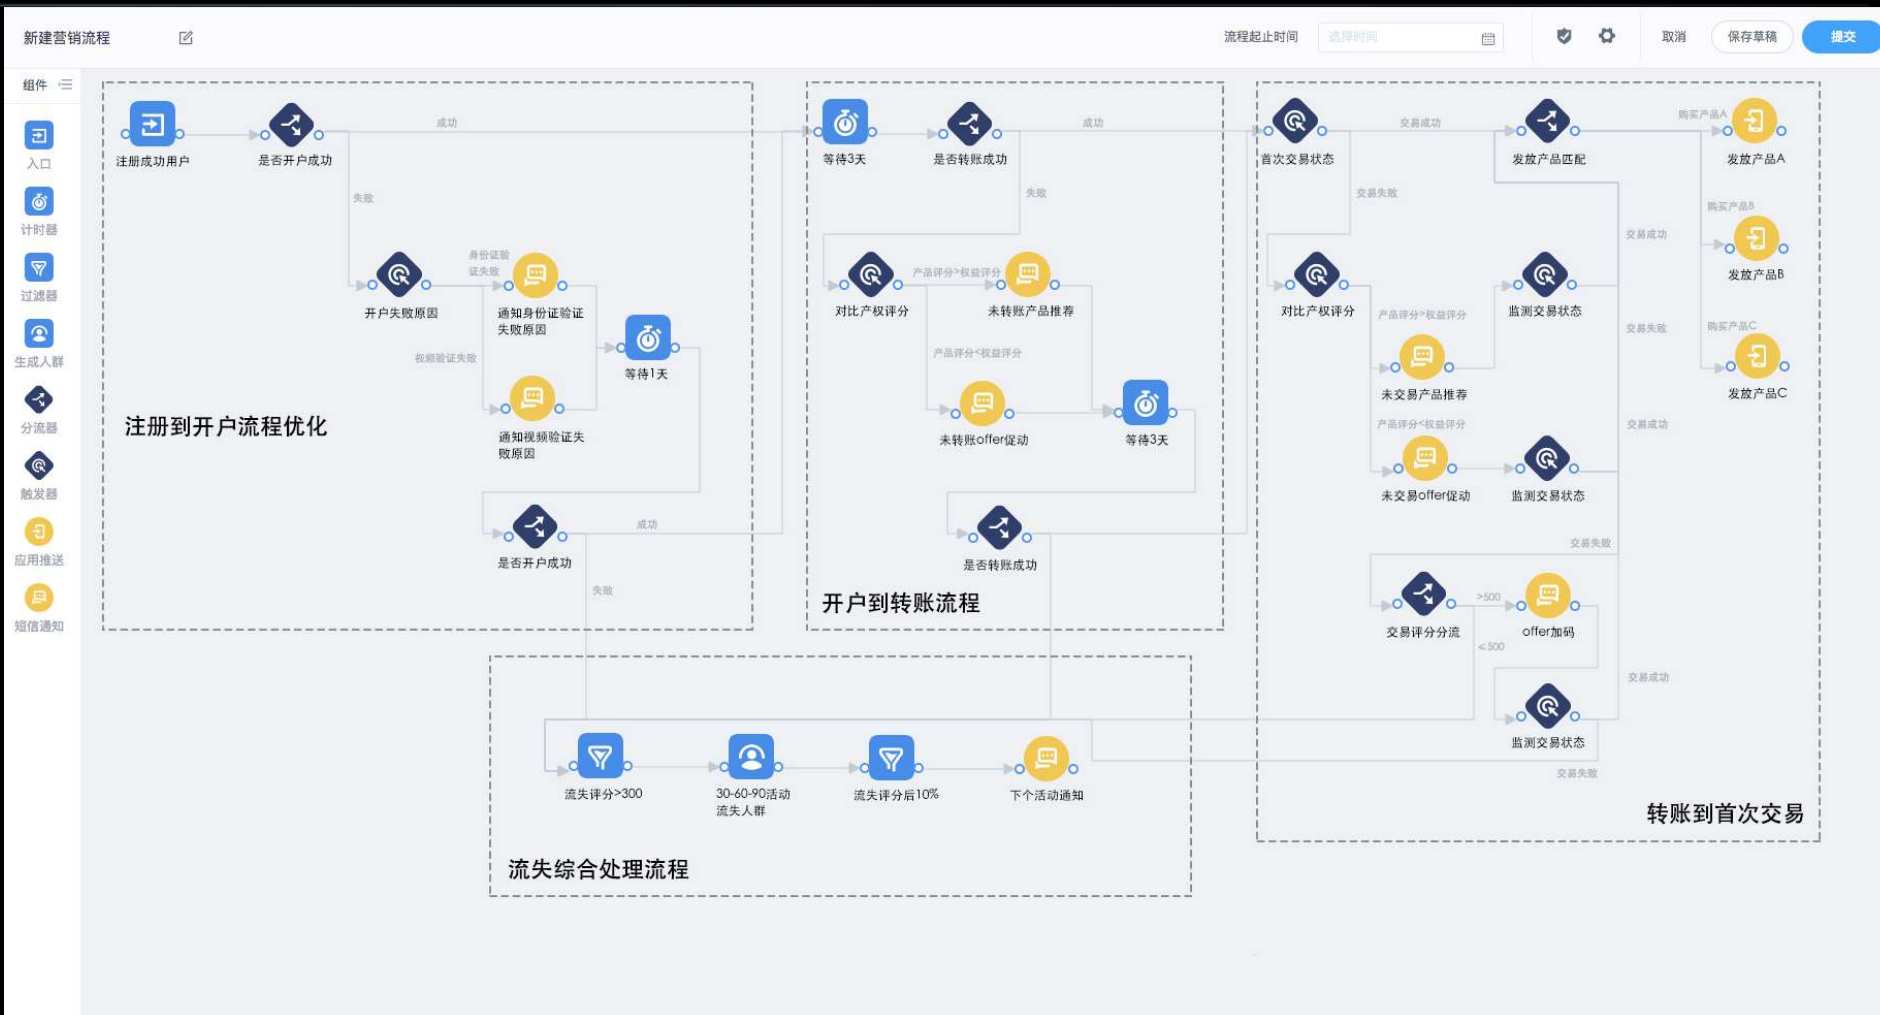 新建营销流程
流程起止时间
选择时间
取消
保存草稿
提交
组件
入口
计时器
过滤器
生成人群
分流器
触发器
应用推送
短信通知
注册成功用户
是否开户成功
成功
失败
开户失败原因
身份证验
证失败
通知身份证验证
失败原因
视频验证失败
通知视频验证失
败原因
等待1天
注册到开户流程优化
是否开户成功
成功
失败
等待3天
是否转账成功
成功
失败
对比产权评分
产品评分>权益评分
未转账产品推荐
产品评分<权益评分
未转账offer促动
等待3天
是否转账成功
开户到转账流程
首次交易状态
交易成功
发放产品匹配
购买产品A
发放产品A
交易失败
购买产品B
发放产品B
交易成功
对比产权评分
产品评分>权益评分
监测交易状态
交易失败
购买产品C
发放产品C
未交易产品推荐
产品评分<权益评分
交易成功
未交易offer促动
监测交易状态
交易失败
交易评分分流
>500
offer加码
≤500
交易成功
监测交易状态
交易失败
转账到首次交易
流失评分>300
30-60-90活动
流失人群
流失评分后10%
下个活动通知
流失综合处理流程